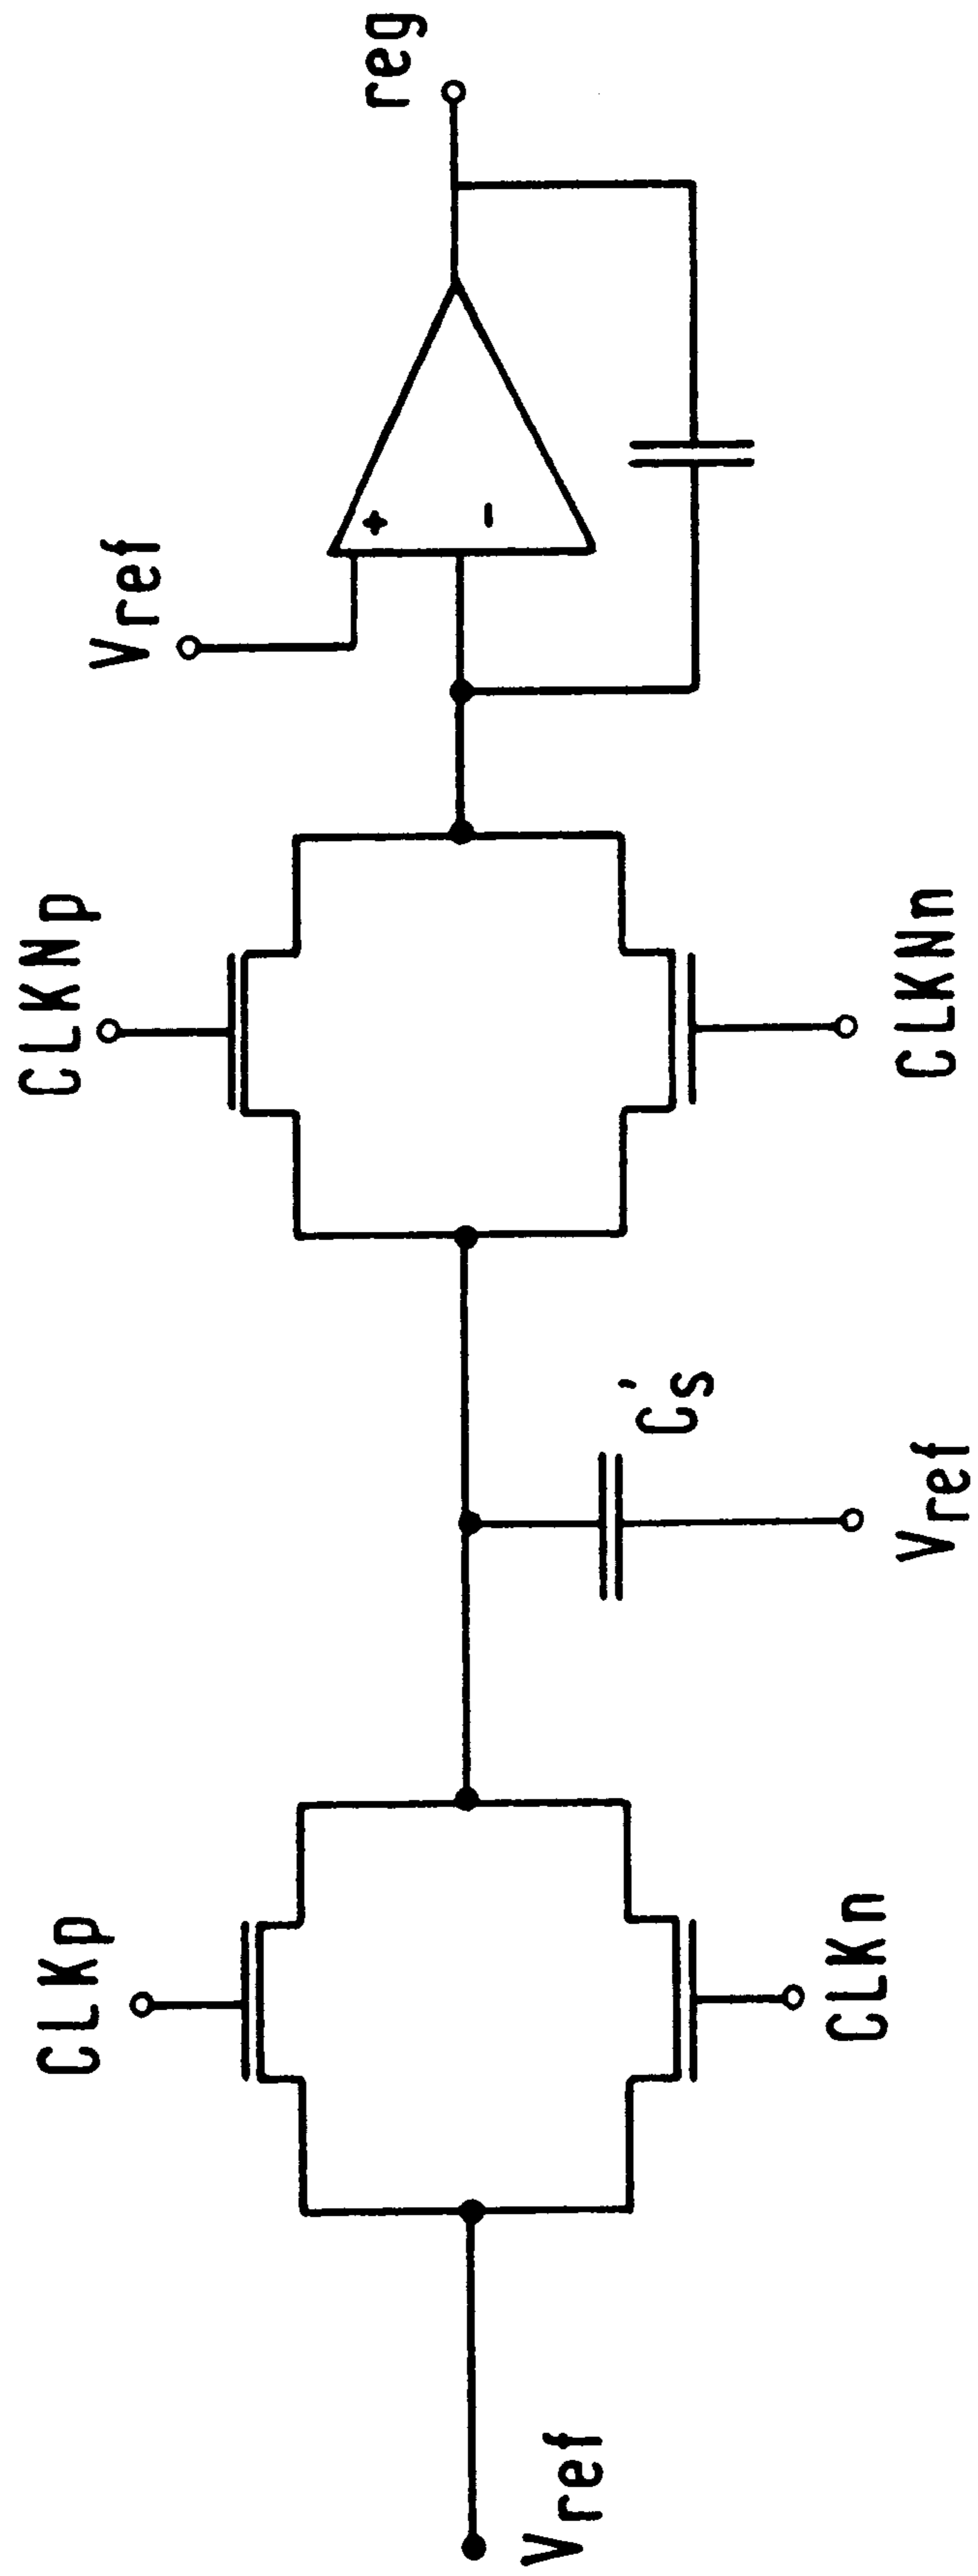 CLKNp
CLKp
Vref
reg
+
-
C's
Vref
Vref
CLKn
CLKNn